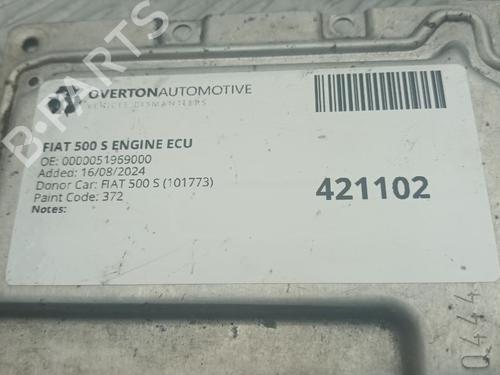 OVERTONAUTOMOTIVE
VEHICLE DISMANTLERS
FIAT 500 S ENGINE ECU
OE: 0000051969000
Added: 16/08/2024
Donor Car: FIAT 500 S (101773)
Paint Code: 372
Notes:
421102
B-PARTS
0444